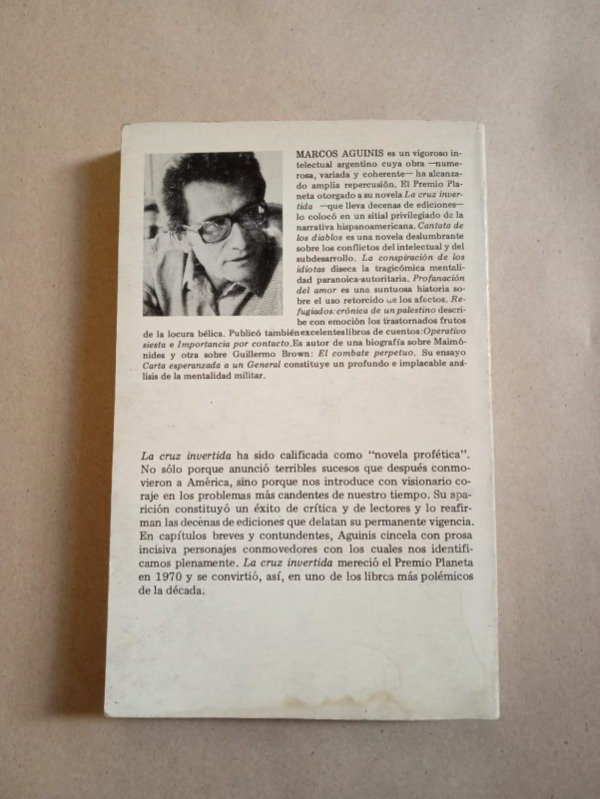 MARCOS AGUINIS es un vigoroso in-
telectual argentino cuya obra —nume-
rosa, variada y coherente— ha alcanza-
do amplia repercusión. El Premio Pla-
neta otorgado a su novela La cruz inver-
tida —que lleva decenas de ediciones—
lo colocó en un sitial privilegiado de la
narrativa hispanoamericana. Cantata de
los diablos es una novela deslumbrante
sobre los conflictos del intelectual y del
subdesarrollo. La conspiración de los
idiotas diseca la tragicómica mentali-
dad paranoica-autoritaria. Profanación
del amor es una suntuosa historia so-
bre el uso retorcido de los afectos. Re-
fugiados:crónica de un palestino descri-
be con emoción los trastornados frutos
de la locura bélica. Publicó también excelentes libros de cuentos: Operativo
siesta e Importancia por contacto. Es autor de una biografía sobre Maimó-
nides y otra sobre Guillermo Brown: El combate perpetuo. Su ensayo
Carta esperanzada a un General constituye un profundo e implacable aná-
lisis de la mentalidad militar.
La cruz invertida ha sido calificada como "novela profética".
No sólo porque anunció terribles sucesos que después conmo-
vieron a América, sino porque nos introduce con visionario co-
raje en los problemas más candentes de nuestro tiempo. Su apa-
rición constituyó un éxito de crítica y de lectores y lo reafir-
man las decenas de ediciones que delatan su permanente vigencia.
En capítulos breves y contundentes, Aguinis cincela con prosa
incisiva personajes conmovedores con los cuales nos identifi-
camos plenamente. La cruz invertida mereció el Premio Planeta
en 1970 y se convirtió, así, en uno de los libros más polémicos
de la década.